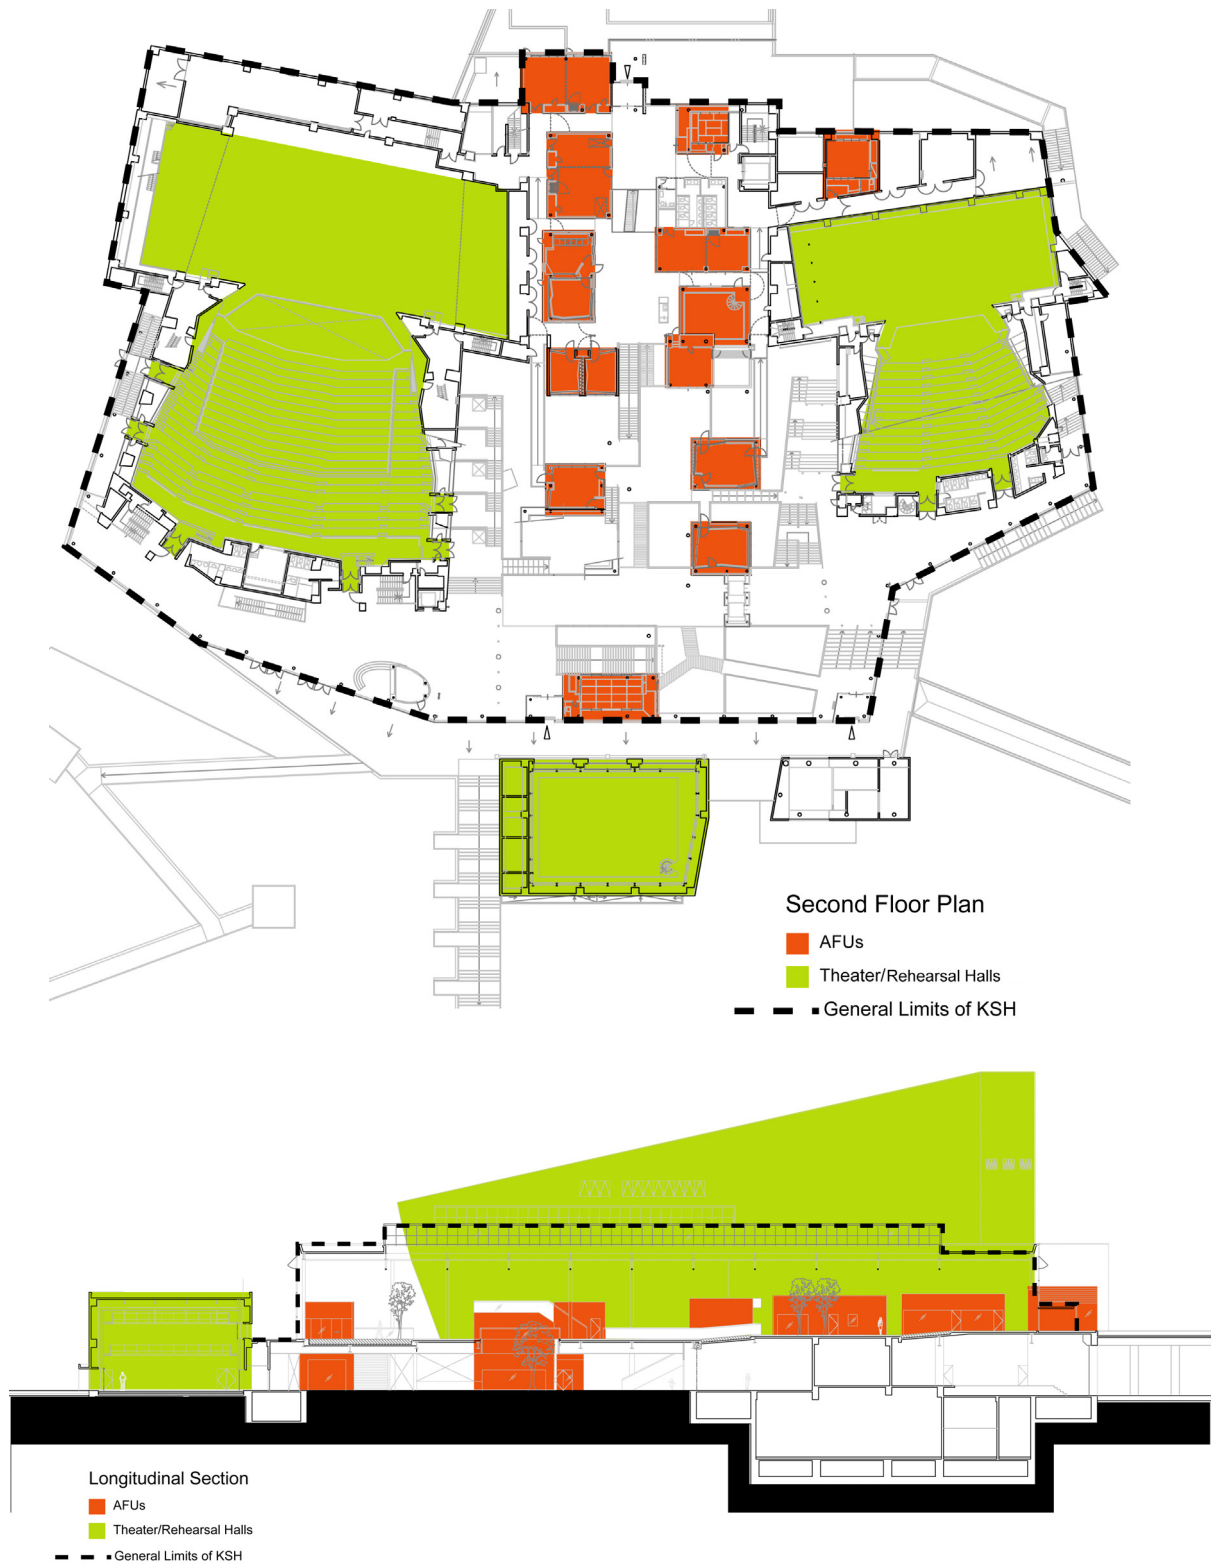 Second Floor Plan
AFUs
Theater/Rehearsal Halls
General Limits of KSH
Longitudinal Section
AFUs
Theater/Rehearsal Halls
General Limits of KSH